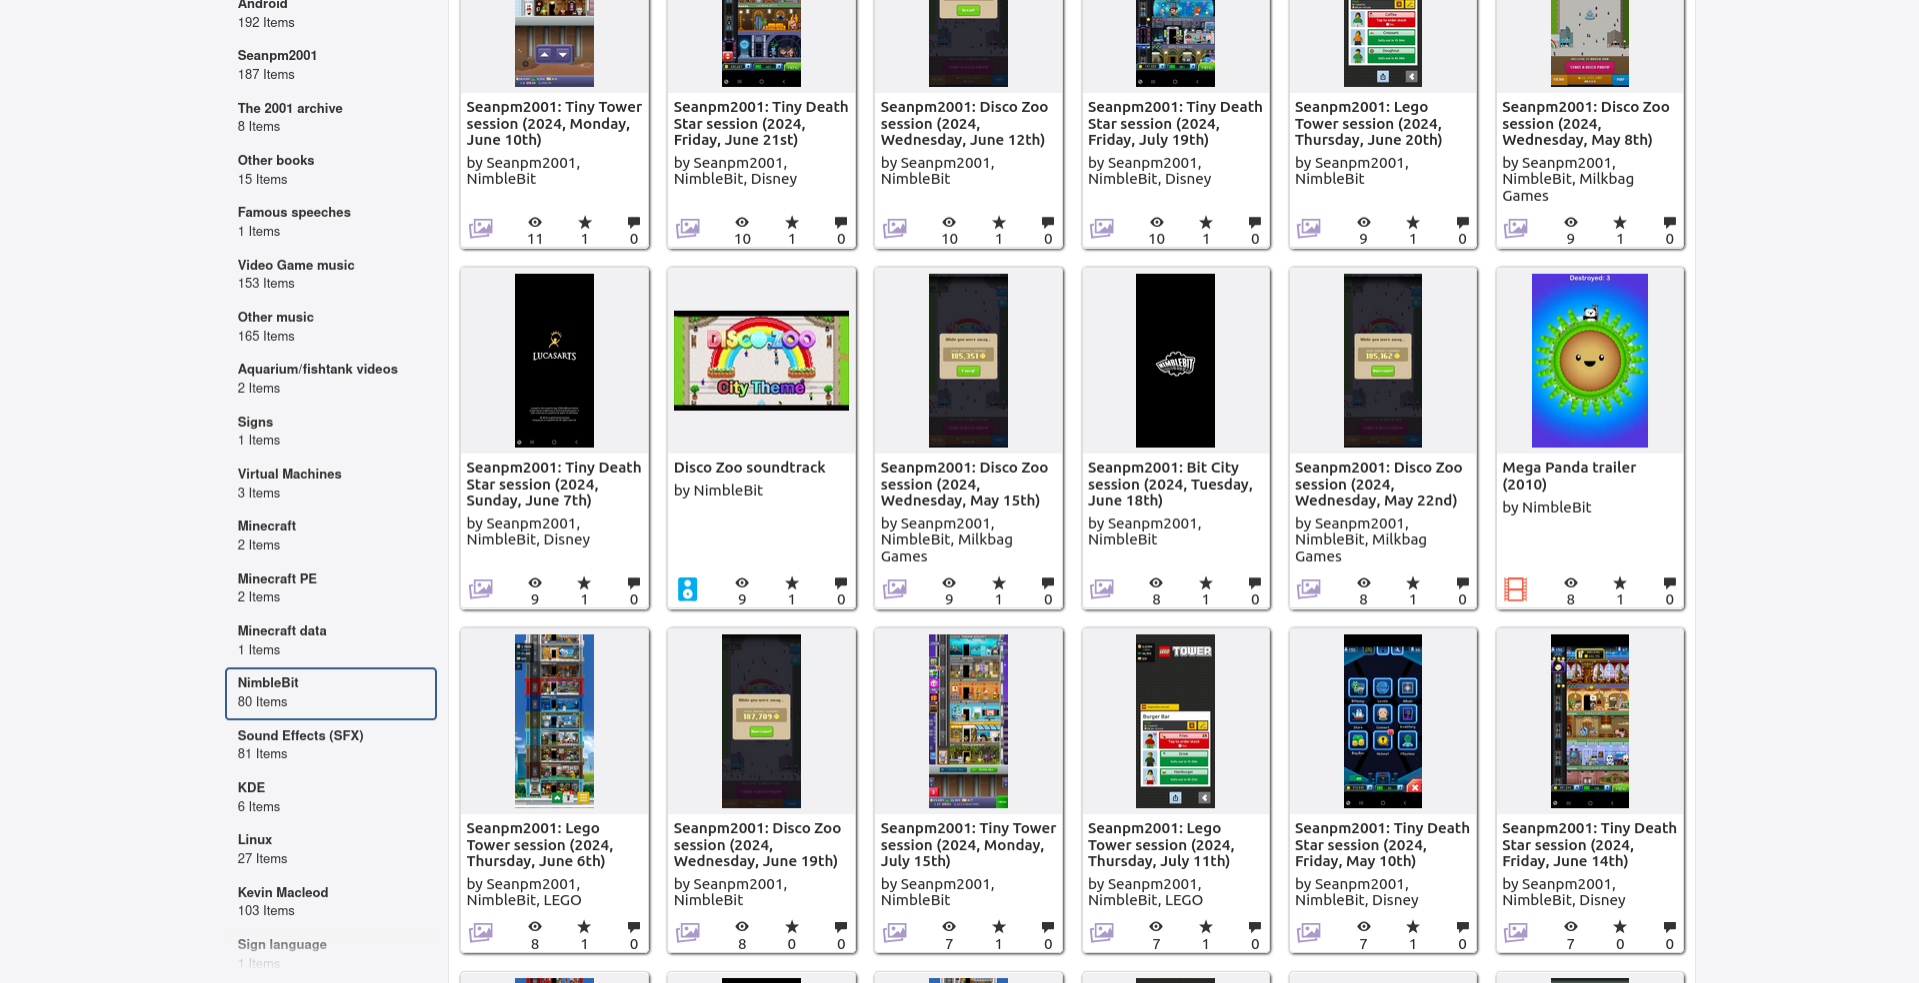 Android
192 Items
Seanpm2001
187 Items
The 2001 archive
8 Items
Other books
15 Items
Famous speeches
1 Items
Video Game music
153 Items
Other music
165 Items
Aquarium/fishtank videos
2 Items
Signs
1 Items
Virtual Machines
3 Items
Minecraft
2 Items
Minecraft PE
2 Items
Minecraft data
1 Items
NimbleBit
80 Items
Sound Effects (SFX)
81 Items
KDE
6 Items
Linux
27 Items
Kevin Macleod
103 Items
Sign language
1 Items
Seanpm2001: Tiny Tower
session (2024, Monday,
June 10th)
by Seanpm2001,
NimbleBit
11 1 0
Seanpm2001: Tiny Death
Star session (2024,
Friday, June 21st)
by Seanpm2001,
NimbleBit, Disney
10 1 0
Seanpm2001: Disco Zoo
session (2024,
Wednesday, June 12th)
by Seanpm2001,
NimbleBit
10 1 0
Seanpm2001: Tiny Death
Star session (2024,
Friday, July 19th)
by Seanpm2001,
NimbleBit, Disney
10 1 0
Seanpm2001: Lego
Tower session (2024,
Thursday, June 20th)
by Seanpm2001,
NimbleBit
9 1 0
Seanpm2001: Disco Zoo
session (2024,
Wednesday, May 8th)
by Seanpm2001,
NimbleBit, Milkbag
Games
9 1 0
LUCASARTS
Seanpm2001: Tiny Death
Star session (2024,
Sunday, June 7th)
by Seanpm2001,
NimbleBit, Disney
9 1 0
DISCO ZOO
City Theme
Disco Zoo soundtrack
by NimbleBit
9 1 0
While you were away...
185,351
Seanpm2001: Disco Zoo
session (2024,
Wednesday, May 15th)
by Seanpm2001,
NimbleBit, Milkbag
Games
9 1 0
NIMBLEBIT
Seanpm2001: Bit City
session (2024, Tuesday,
June 18th)
by Seanpm2001,
NimbleBit
8 1 0
While you were away...
185,162
Seanpm2001: Disco Zoo
session (2024,
Wednesday, May 22nd)
by Seanpm2001,
NimbleBit, Milkbag
Games
8 1 0
Destroyed: 3
Mega Panda trailer
(2010)
by NimbleBit
8 1 0
Seanpm2001: Lego
Tower session (2024,
Thursday, June 6th)
by Seanpm2001,
NimbleBit, LEGO
8 1 0
While you were away...
187,709
Seanpm2001: Disco Zoo
session (2024,
Wednesday, June 19th)
by Seanpm2001,
NimbleBit
8 0 0
Seanpm2001: Tiny Tower
session (2024, Monday,
July 15th)
by Seanpm2001,
NimbleBit
7 1 0
LEGO TOWER
Burger Bar
Seanpm2001: Lego
Tower session (2024,
Thursday, July 11th)
by Seanpm2001,
NimbleBit, LEGO
7 1 0
Seanpm2001: Tiny Death
Star session (2024,
Friday, May 10th)
by Seanpm2001,
NimbleBit, Disney
7 1 0
Seanpm2001: Tiny Death
Star session (2024,
Friday, June 14th)
by Seanpm2001,
NimbleBit, Disney
7 0 0